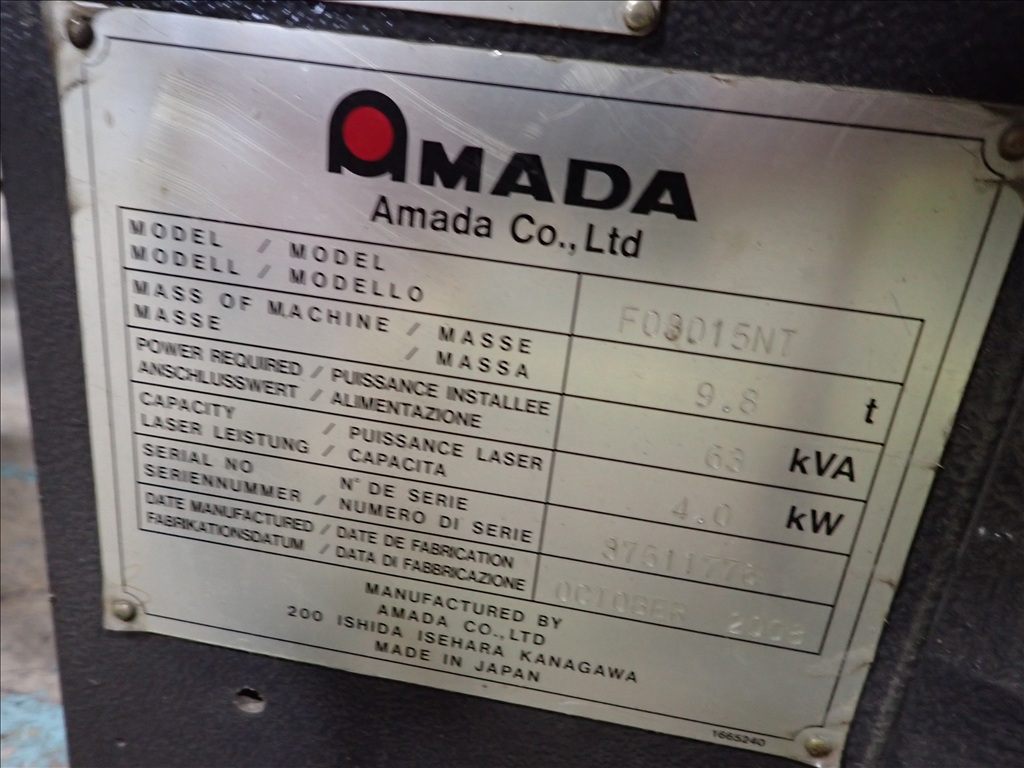 AMADA
Amada Co., Ltd
MODEL / MODEL
MODELL / MODELLO
FO3015NT
MASS OF MACHINE / MASSE
MASSE / MASSA
9.8 t
POWER REQUIRED / PUISSANCE INSTALLEE
ANSCHLUSSWERT / ALIMENTAZIONE
63 kVA
CAPACITY / PUISSANCE LASER
LASER LEISTUNG / CAPACITA
4.0 kW
SERIAL NO N° DE SERIE
SERIENNUMMER / NUMERO DI SERIE
DATE MANUFACTURED / DATE DE FABRICATION
FABRIKATIONSDATUM / DATA DI FABBRICAZIONE
OCTOBER
MANUFACTURED BY
AMADA CO.,LTD
200 ISHIDA ISEHARA KANAGAWA
MADE IN JAPAN
1665240